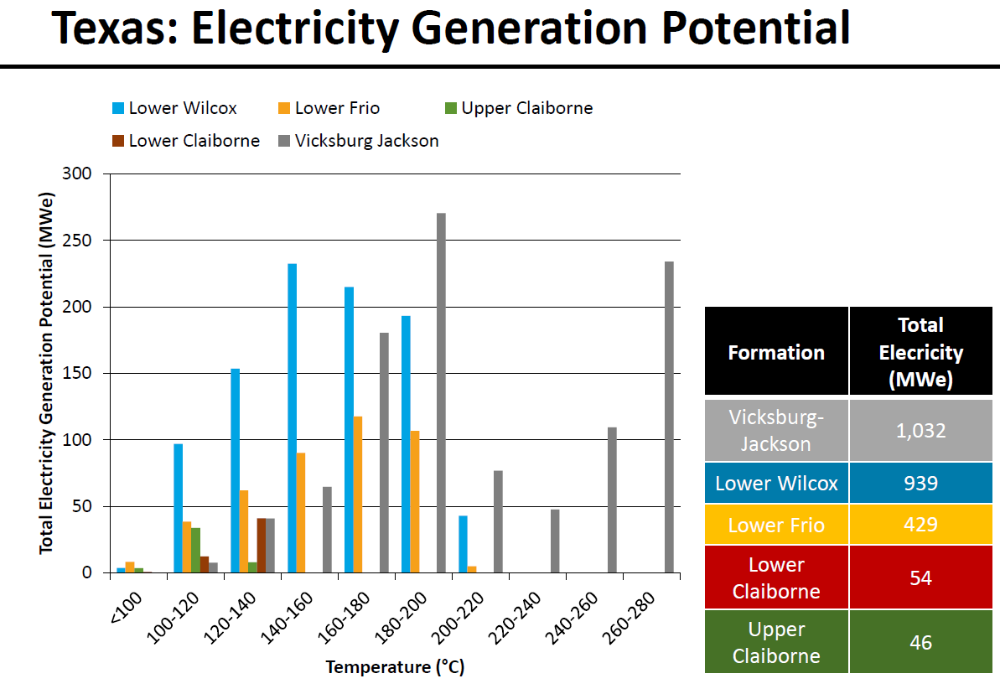 Texas: Electricity Generation Potential
Lower Wilcox
Lower Frio
Upper Claiborne
Lower Claiborne
Vicksburg Jackson
Total Electricity Generation Potential (MWe)
300
250
200
150
100
50
0
<100
100-120
120-140
140-160
160-180
180-200
200-220
220-240
240-260
260-280
Temperature (°C)
Formation
Total
Elecricity
(MWe)
Vicksburg-
Jackson
1,032
Lower Wilcox
939
Lower Frio
429
Lower
Claiborne
54
Upper
Claiborne
46